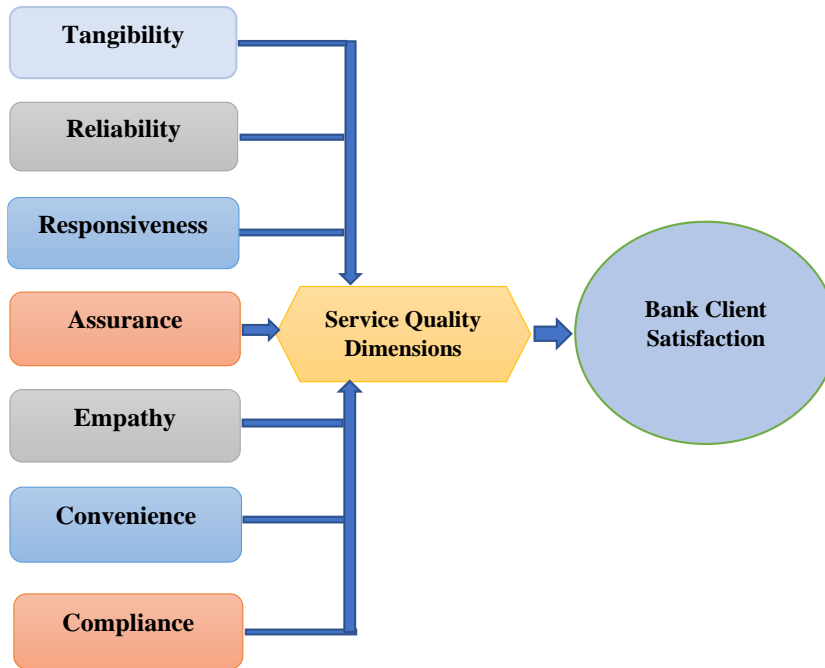 Tangibility
Reliability
Responsiveness
Assurance
Empathy
Convenience
Compliance
Service Quality
Dimensions
Bank Client
Satisfaction